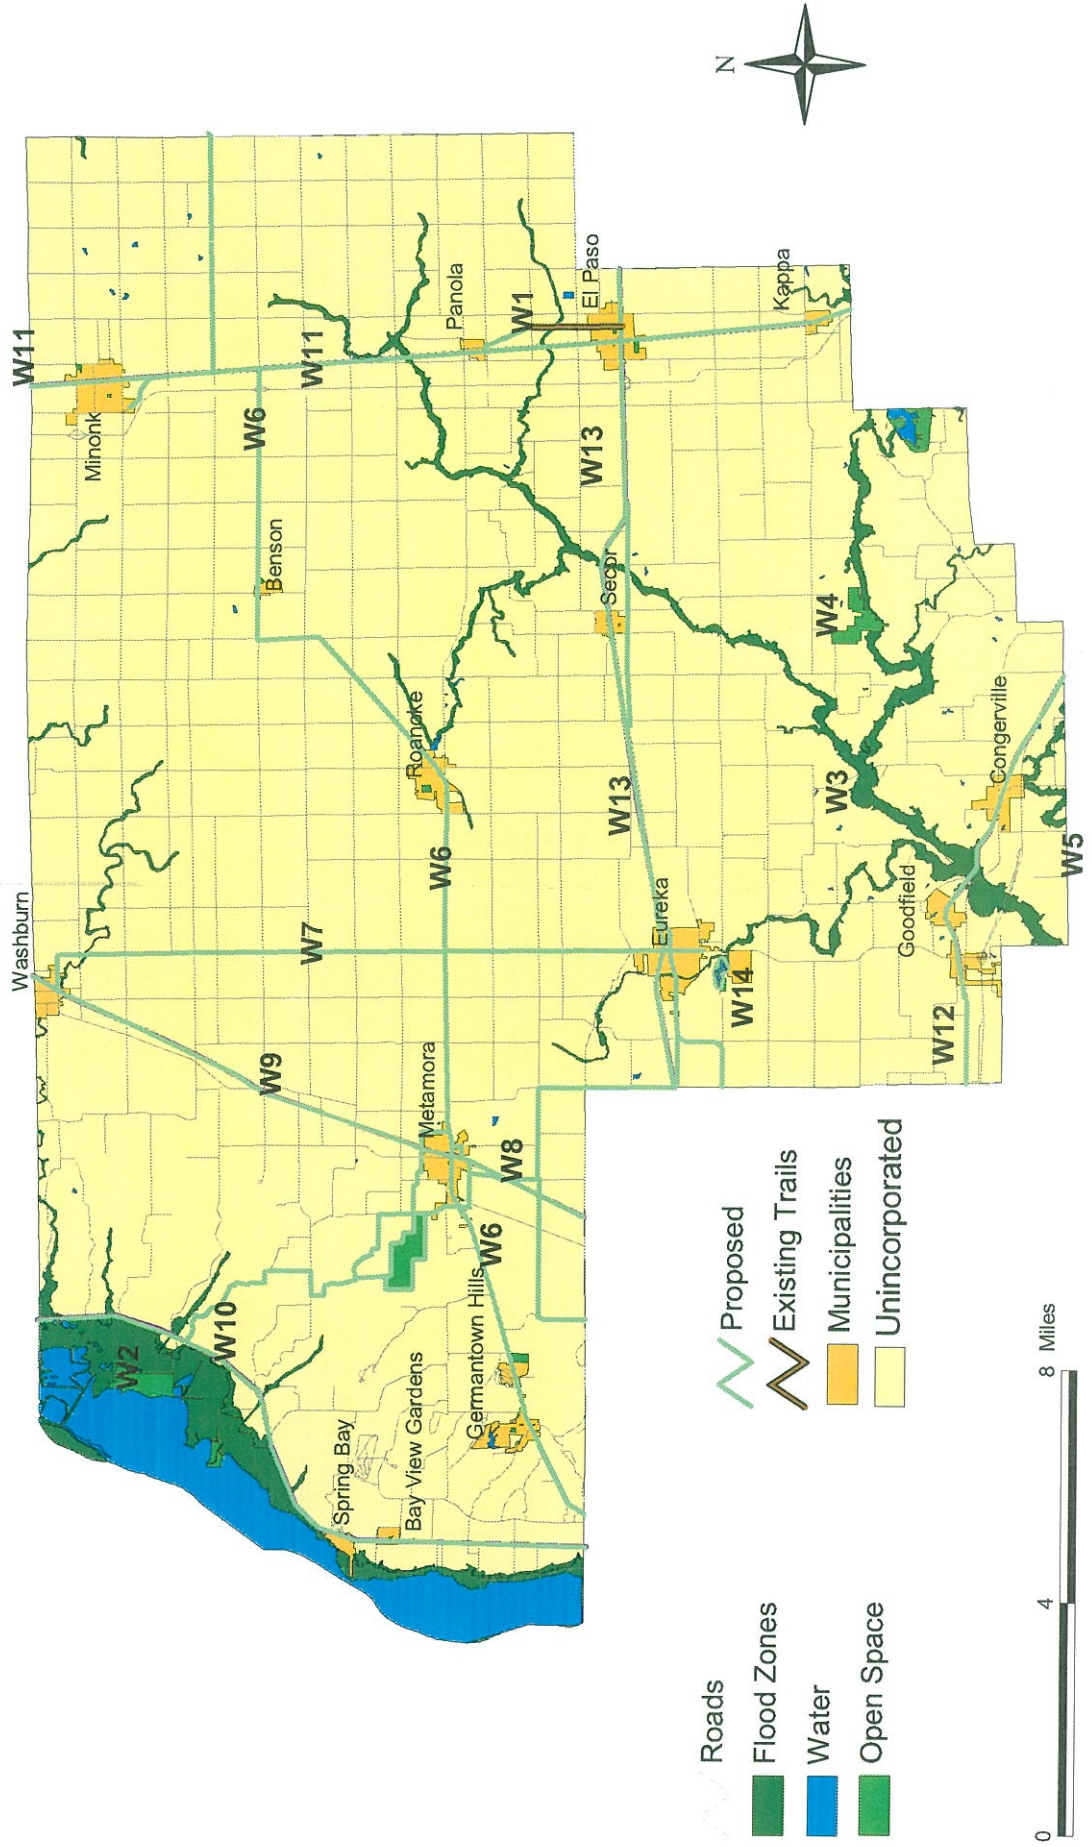 W11
Minonk
W6
W11
Panola
W1
El Paso
Kappa
Benson
W13
Secor
W4
Washburn
Roanoke
W6
W7
W13
W3
Congerville
W5
Eureka
Goodfield
W14
W12
W9
Metamora
W8
W6
W2
W10
Germantown Hills
Spring Bay
Bay View Gardens
N
Roads
Flood Zones
Water
Open Space
Proposed
Existing Trails
Municipalities
Unincorporated
0 4 8 Miles